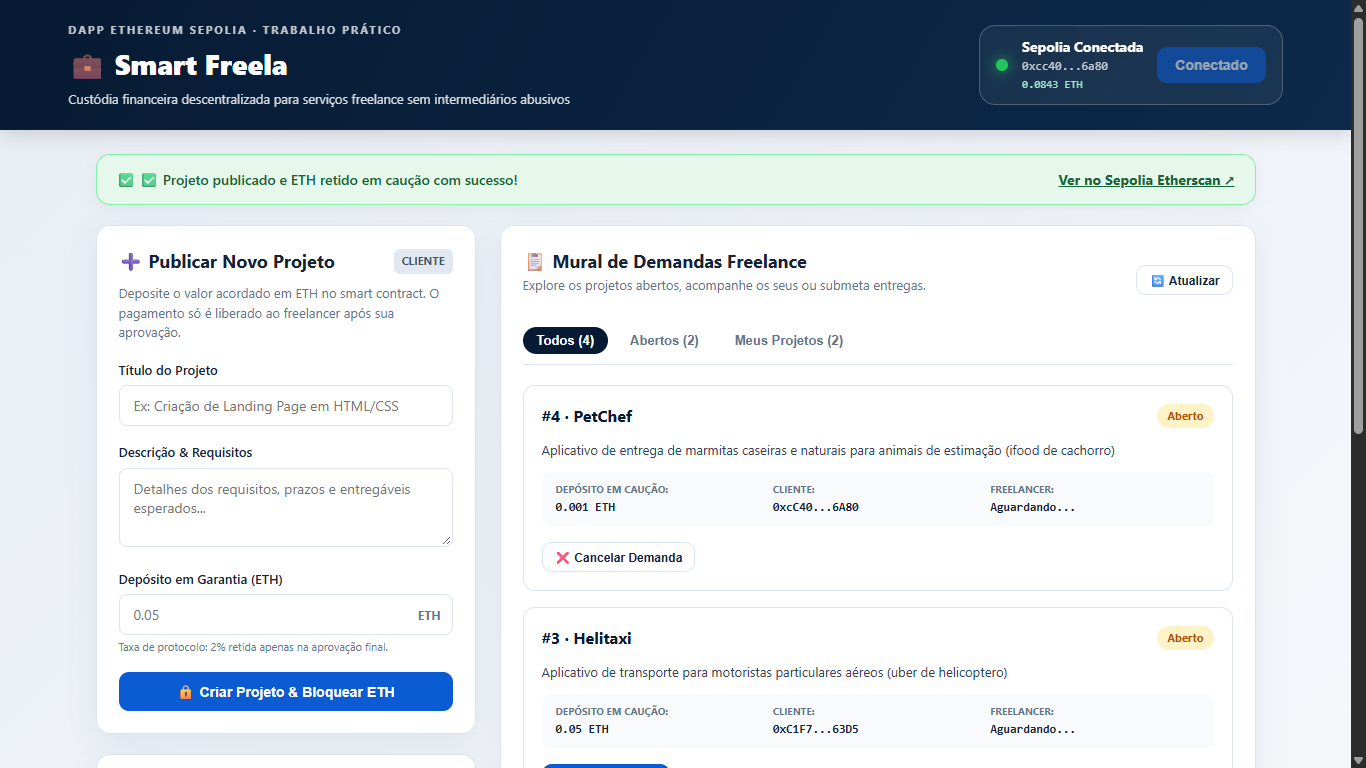 DAPP ETHEREUM SEPOLIA · TRABALHO PRÁTICO
Smart Freela
Custódia financeira descentralizada para serviços freelance sem intermediários abusivos
Sepolia Conectada
0xcc40...6a80
0.0843 ETH
Conectado
Projeto publicado e ETH retido em caução com sucesso!
Ver no Sepolia Etherscan ↗
Publicar Novo Projeto
CLIENTE
Deposite o valor acordado em ETH no smart contract. O
pagamento só é liberado ao freelancer após sua
aprovação.
Título do Projeto
Ex: Criação de Landing Page em HTML/CSS
Descrição & Requisitos
Detalhes dos requisitos, prazos e entregáveis
esperados...
Depósito em Garantia (ETH)
0.05
ETH
Taxa de protocolo: 2% retida apenas na aprovação final.
Criar Projeto & Bloquear ETH
Mural de Demandas Freelance
Explore os projetos abertos, acompanhe os seus ou submeta entregas.
Atualizar
Todos (4)
Abertos (2)
Meus Projetos (2)
#4 · PetChef
Aberto
Aplicativo de entrega de marmitas caseiras e naturais para animais de estimação (ifood de cachorro)
DEPÓSITO EM CAUÇÃO:
0.001 ETH
CLIENTE:
0xcC40...6A80
FREELANCER:
Aguardando...
Cancelar Demanda
#3 · Helitaxi
Aberto
Aplicativo de transporte para motoristas particulares aéreos (uber de helicoptero)
DEPÓSITO EM CAUÇÃO:
0.05 ETH
CLIENTE:
0xC1F7...63D5
FREELANCER:
Aguardando...